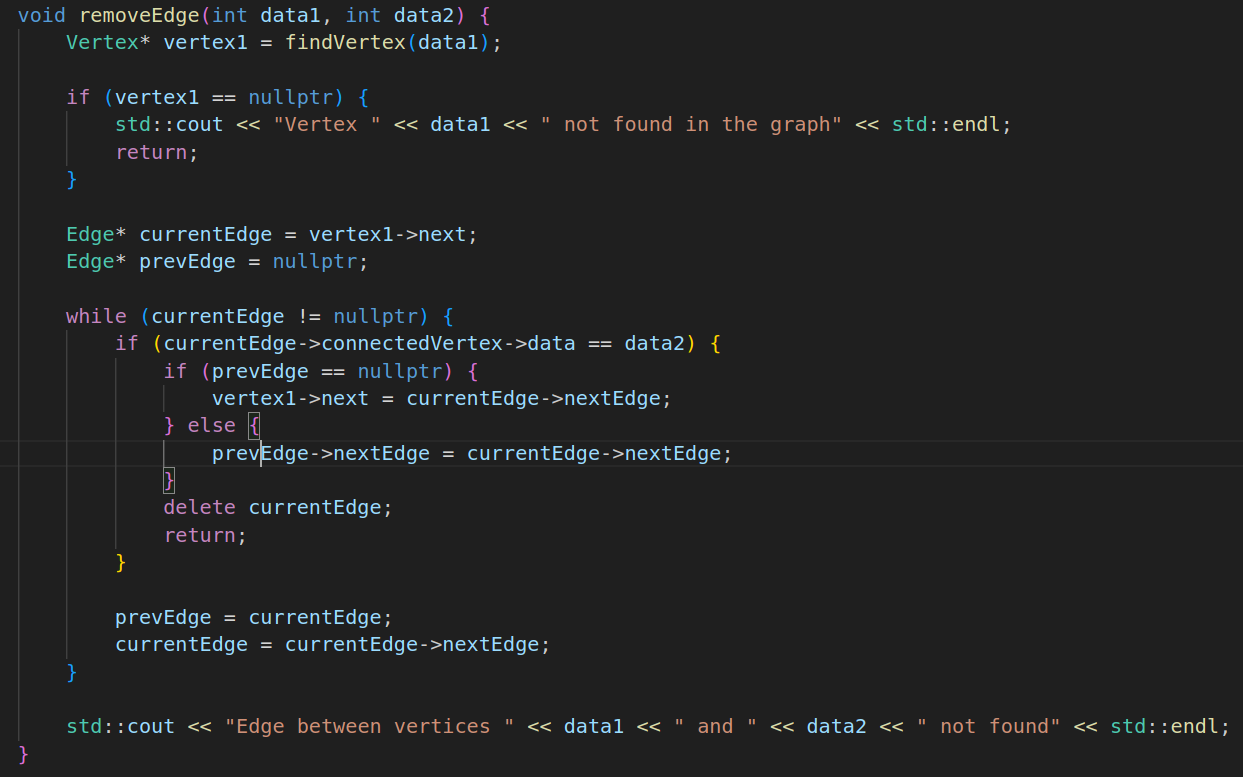 void removeEdge(int data1, int data2) {
    Vertex* vertex1 = findVertex(data1);

    if (vertex1 == nullptr) {
        std::cout << "Vertex " << data1 << " not found in the graph" << std::endl;
        return;
    }

    Edge* currentEdge = vertex1->next;
    Edge* prevEdge = nullptr;

    while (currentEdge != nullptr) {
        if (currentEdge->connectedVertex->data == data2) {
            if (prevEdge == nullptr) {
                vertex1->next = currentEdge->nextEdge;
            } else {
                prevEdge->nextEdge = currentEdge->nextEdge;
            }
            delete currentEdge;
            return;
        }

        prevEdge = currentEdge;
        currentEdge = currentEdge->nextEdge;
    }

    std::cout << "Edge between vertices " << data1 << " and " << data2 << " not found" << std::endl;
}